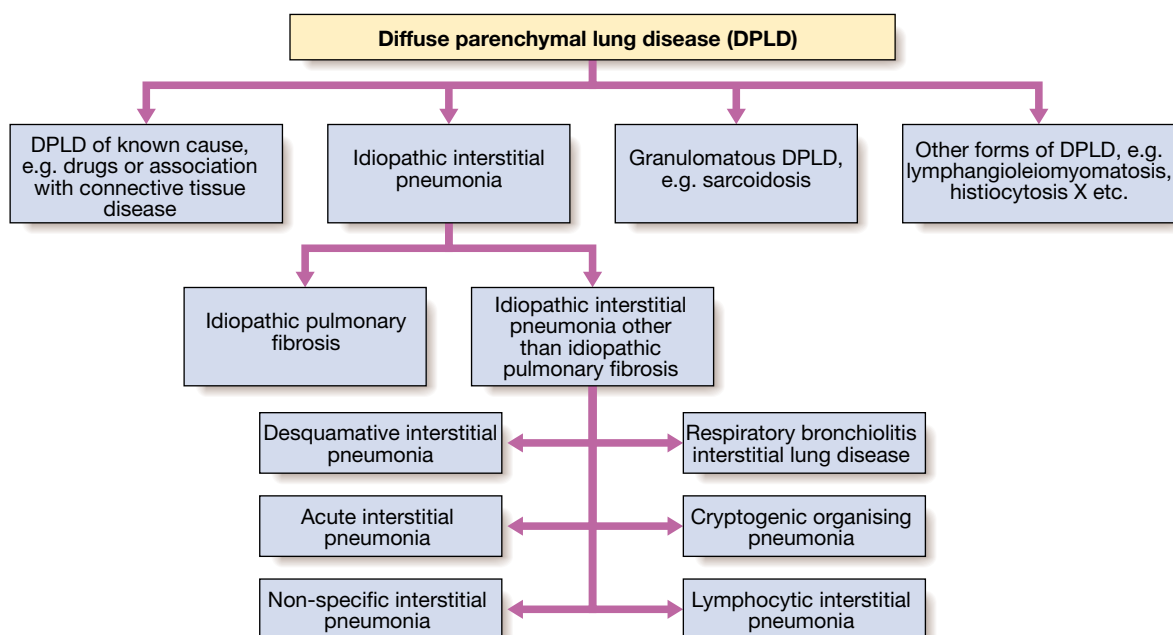 Diffuse parenchymal lung disease (DPLD)
DPLD of known cause,
e.g. drugs or association
with connective tissue
disease
Idiopathic interstitial
pneumonia
Granulomatous DPLD,
e.g. sarcoidosis
Other forms of DPLD, e.g.
lymphangioleiomyomatosis,
histiocytosis X etc.
Idiopathic pulmonary
fibrosis
Idiopathic interstitial
pneumonia other
than idiopathic
pulmonary fibrosis
Desquamative interstitial
pneumonia
Respiratory bronchiolitis
interstitial lung disease
Acute interstitial
pneumonia
Cryptogenic organising
pneumonia
Non-specific interstitial
pneumonia
Lymphocytic interstitial
pneumonia